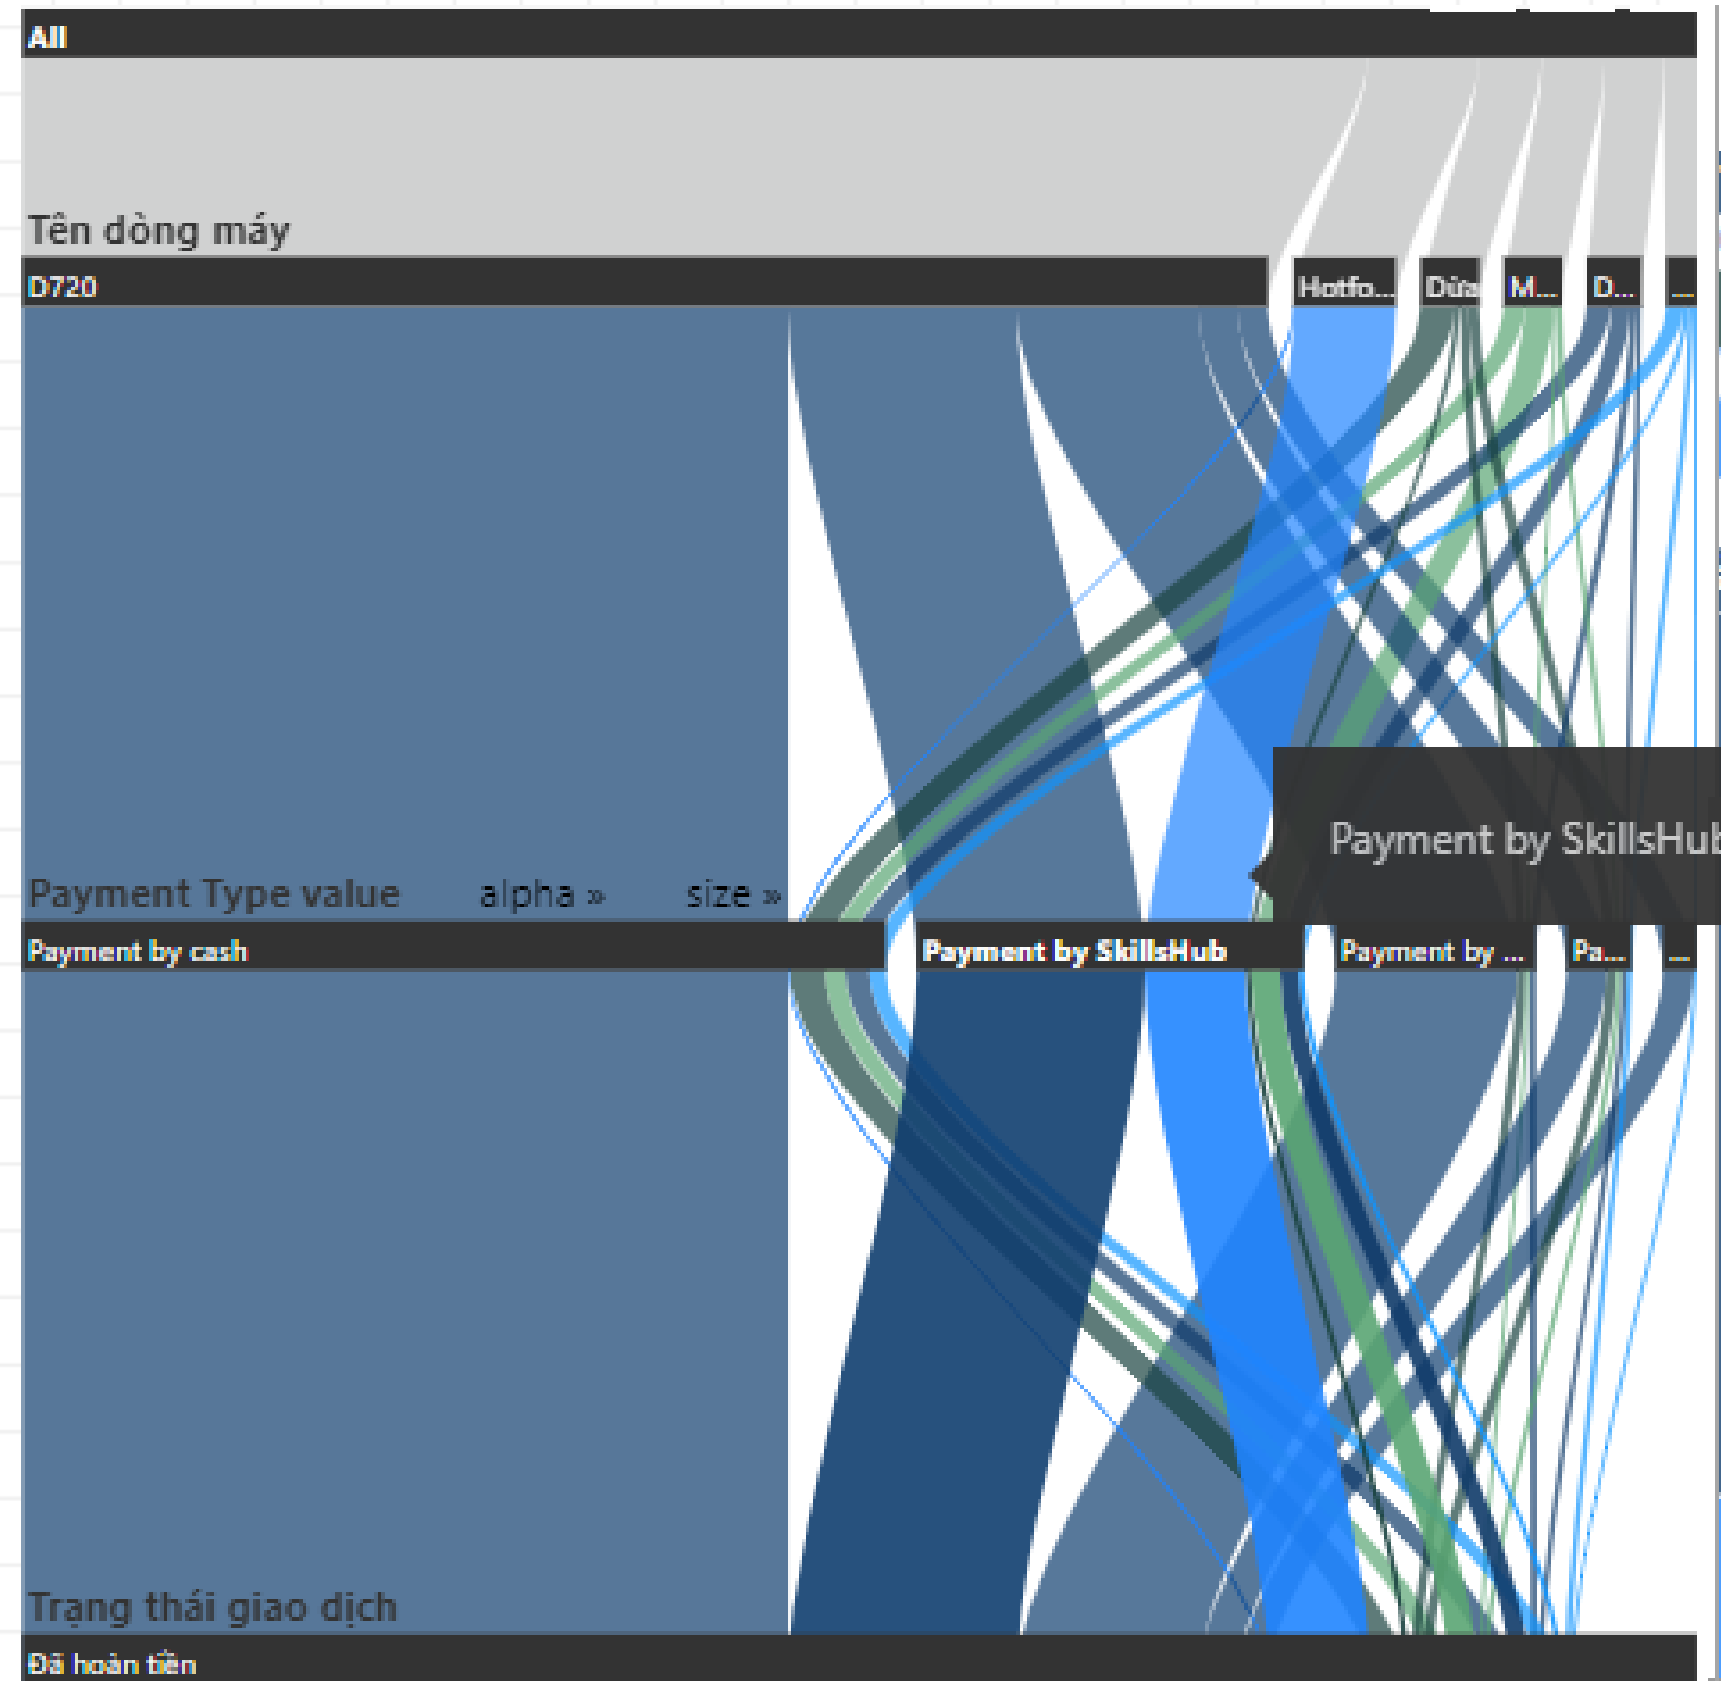 All
Tên dòng máy
D720 Hotfo... Dừa M... D... ...
Payment by SkillsHub
Payment Type value alpha » size »
Payment by cash Payment by SkillsHub Payment by ... Pa... ...
Trạng thái giao dịch
Đã hoàn tiền